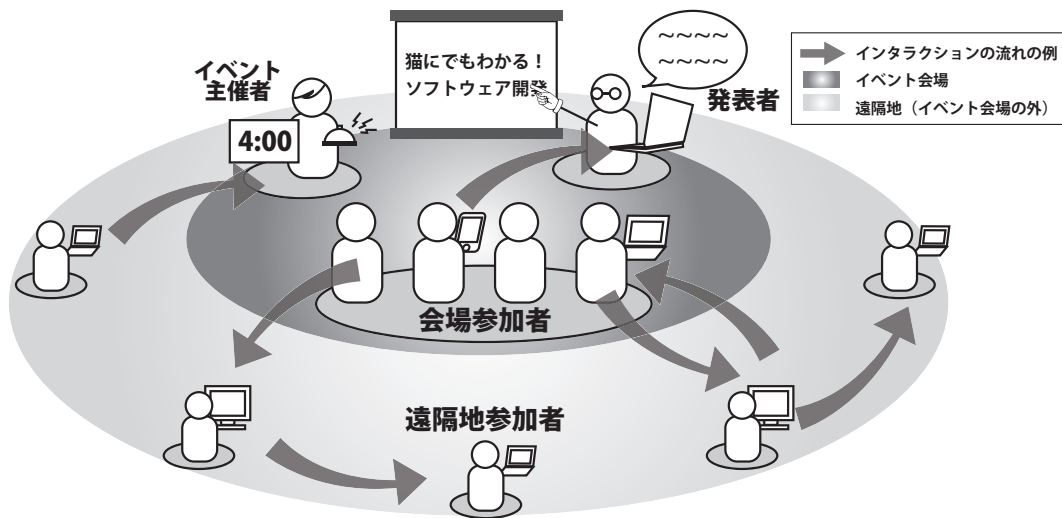 イベント
主催者
4:00
猫にでもわかる！
ソフトウェア開発
～～～～
～～～～
発表者
インタラクションの流れの例
イベント会場
遠隔地（イベント会場の外）
会場参加者
遠隔地参加者